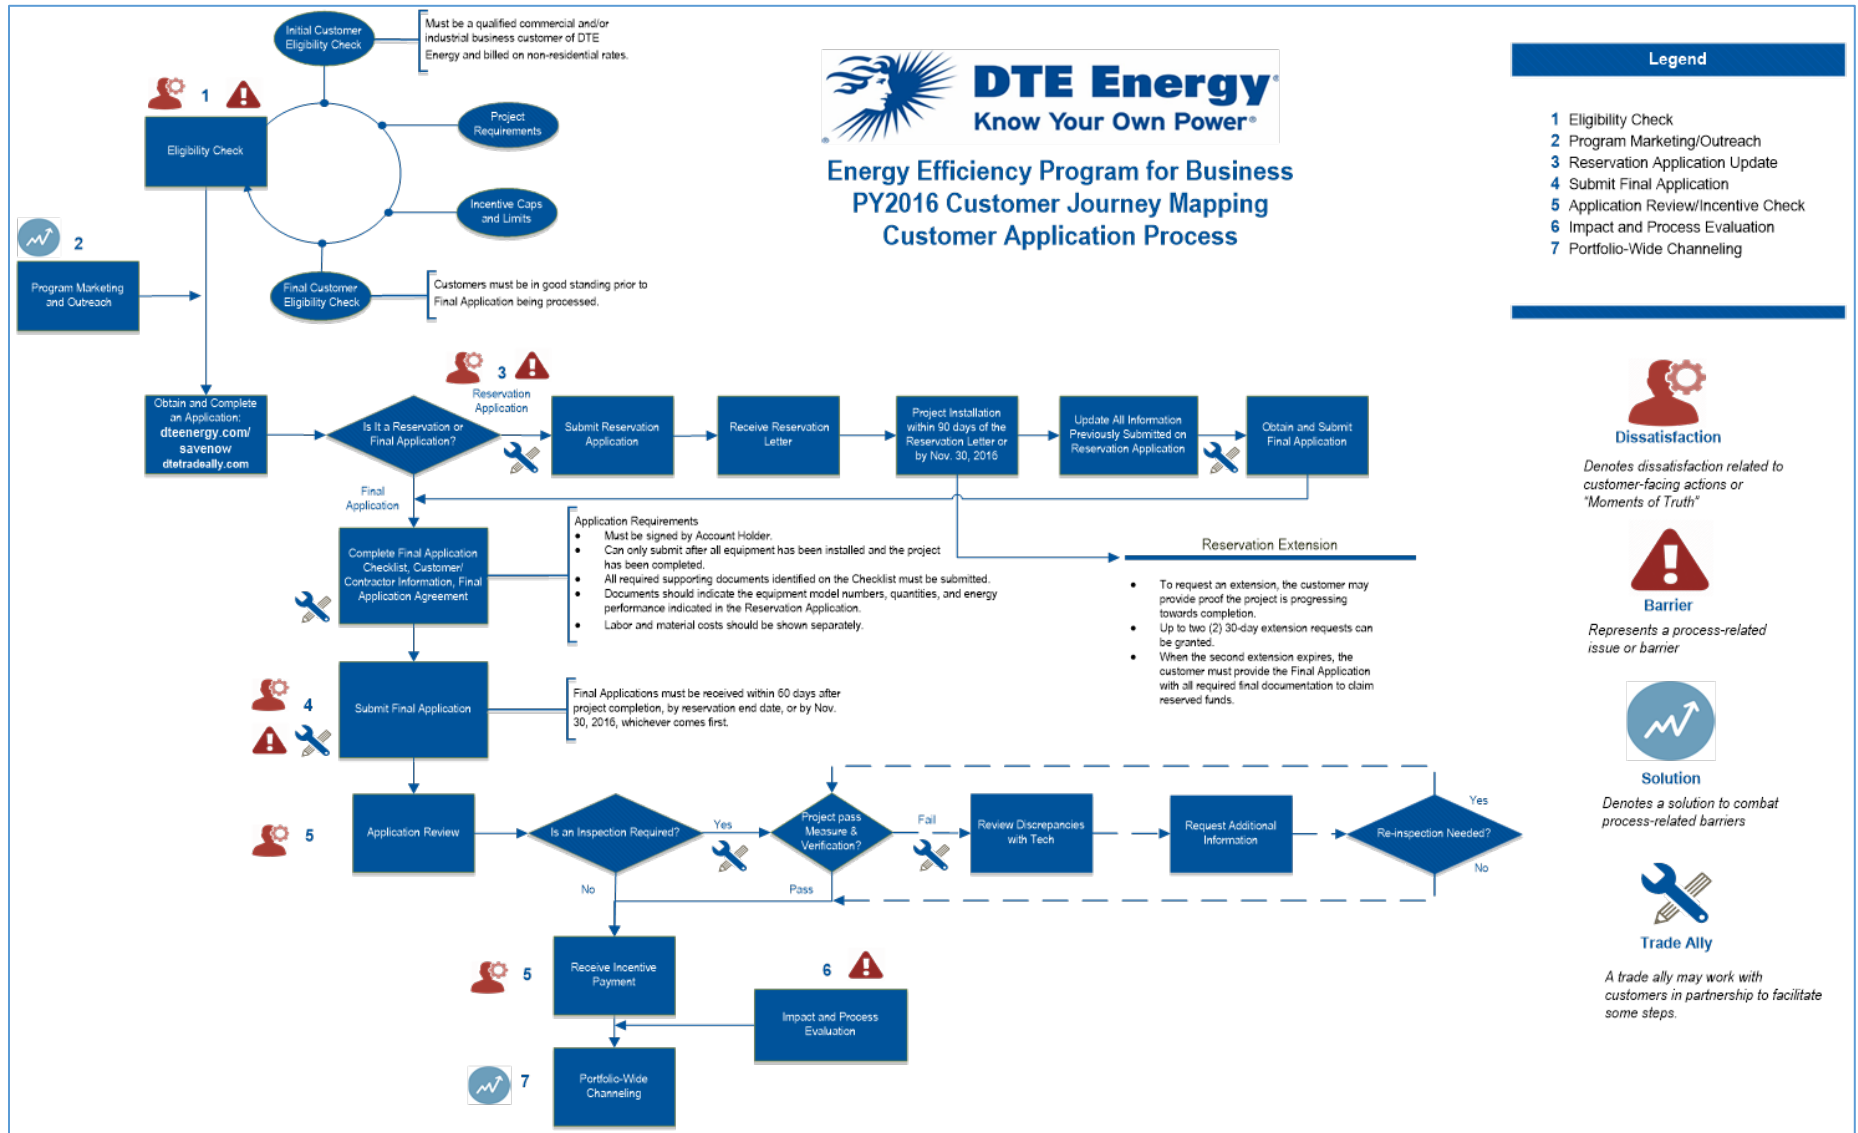 Initial Customer
Eligibility Check
Must be a qualified commercial and/or
industrial business customer of DTE
Energy and billed on non-residential rates.
1
Eligibility Check
Project
Requirements
Incentive Caps
and Limits
2
Program Marketing
and Outreach
Final Customer
Eligibility Check
Customers must be in good standing prior to
Final Application being processed.
DTE Energy®
Know Your Own Power®
Energy Efficiency Program for Business
PY2016 Customer Journey Mapping
Customer Application Process
Legend
1 Eligibility Check
2 Program Marketing/Outreach
3 Reservation Application Update
4 Submit Final Application
5 Application Review/Incentive Check
6 Impact and Process Evaluation
7 Portfolio-Wide Channeling
Obtain and Complete
an Application:
dteenergy.com/
savenow
dtetradeally.com
Is It a Reservation or
Final Application?
3
Reservation
Application
Submit Reservation
Application
Receive Reservation
Letter
Project Installation
within 90 days of the
Reservation Letter or
by Nov. 30, 2016
Update All Information
Previously Submitted on
Reservation Application
Obtain and Submit
Final Application
Final
Application
Complete Final Application
Checklist, Customer/
Contractor Information, Final
Application Agreement
Application Requirements
• Must be signed by Account Holder.
• Can only submit after all equipment has been installed and the project
has been completed.
• All required supporting documents identified on the Checklist must be submitted.
• Documents should indicate the equipment model numbers, quantities, and energy
performance indicated in the Reservation Application.
• Labor and material costs should be shown separately.
Reservation Extension
• To request an extension, the customer may
provide proof the project is progressing
towards completion.
• Up to two (2) 30-day extension requests can
be granted.
• When the second extension expires, the
customer must provide the Final Application
with all required final documentation to claim
reserved funds.
4
Submit Final Application
Final Applications must be received within 60 days after
project completion, by reservation end date, or by Nov.
30, 2016, whichever comes first.
5
Application Review
Is an Inspection Required?
Yes
No
Project pass
Measure &
Verification?
Fail
Pass
Review Discrepancies
with Tech
Request Additional
Information
Re-inspection Needed?
Yes
No
5
Receive Incentive
Payment
6
Impact and Process
Evaluation
7
Portfolio-Wide
Channeling
Dissatisfaction
Denotes dissatisfaction related to
customer-facing actions or
"Moments of Truth"
Barrier
Represents a process-related
issue or barrier
Solution
Denotes a solution to combat
process-related barriers
Trade Ally
A trade ally may work with
customers in partnership to facilitate
some steps.